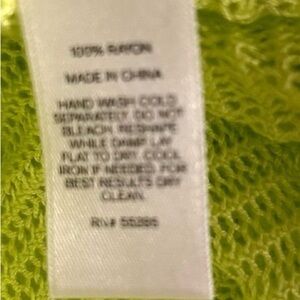 100% RAYON
MADE IN CHINA
HAND WASH COLD
SEPARATELY. DO NOT
BLEACH. RESHAPE
WHILE DAMP. LAY
FLAT TO DRY. COOL
IRON IF NEEDED. FOR
BEST RESULTS DRY
CLEAN.
RN#